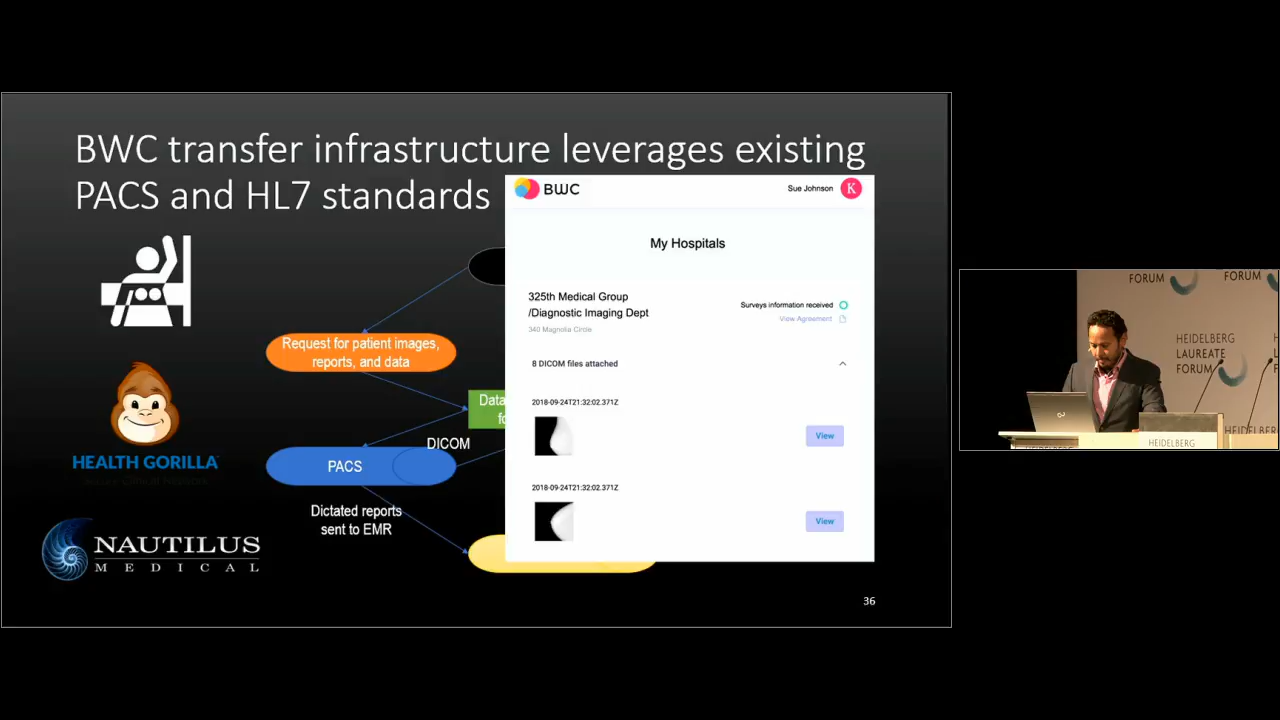 BWC transfer infrastructure leverages existing
PACS and HL7 standards
BWC
Sue Johnson
K
My Hospitals
325th Medical Group
/Diagnostic Imaging Dept
340 Magnolia Circle
Surveys information received
View Agreement
8 DICOM files attached
2018-09-24T21:32:02.371Z
View
2018-09-24T21:32:02.371Z
View
Request for patient images,
reports, and data
Data
fo
DICOM
PACS
Dictated reports
sent to EMR
HEALTH GORILLA
NAUTILUS
MEDICAL
36
FORUM
FORUM
HEIDELBERG
LAUREATE
FORUM
HEIDELBERG
HEIDELBERG